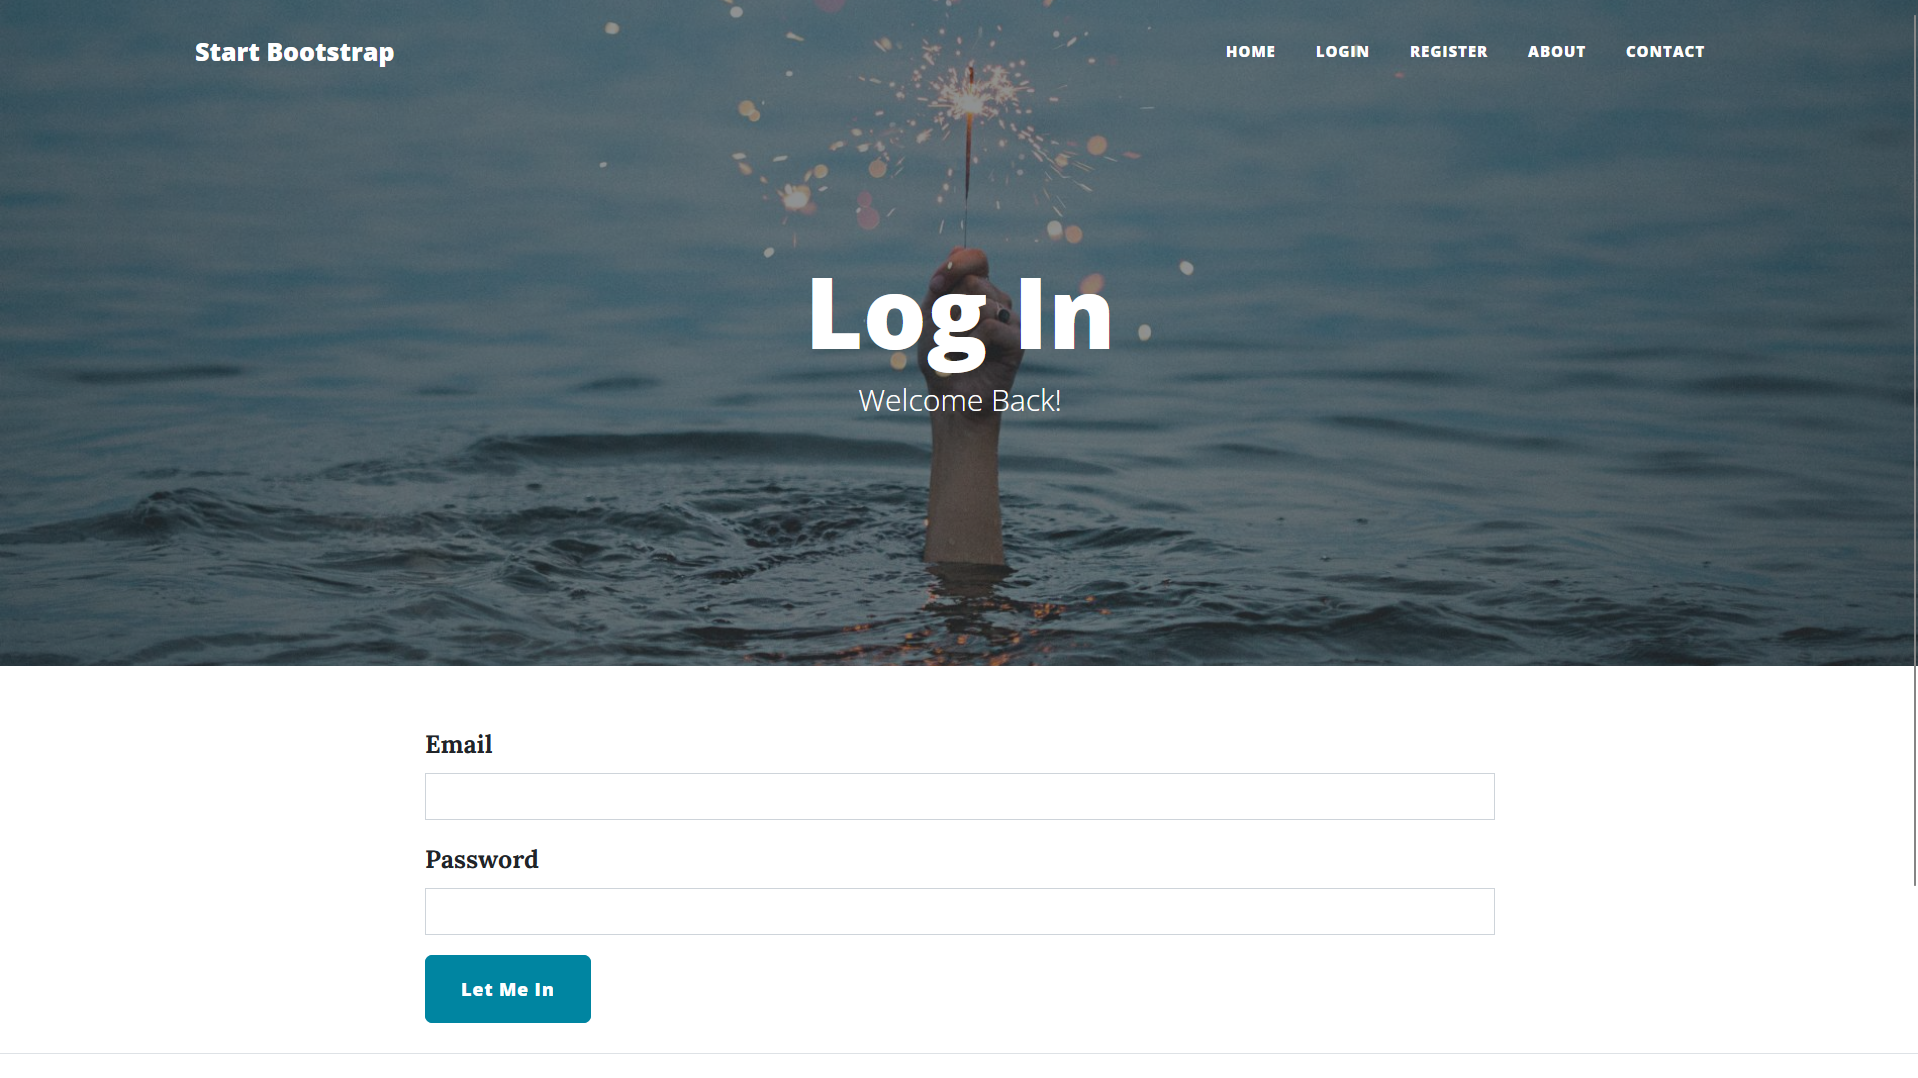 Start Bootstrap
HOME LOGIN REGISTER ABOUT CONTACT
Log In
Welcome Back!
Email
Password
Let Me In